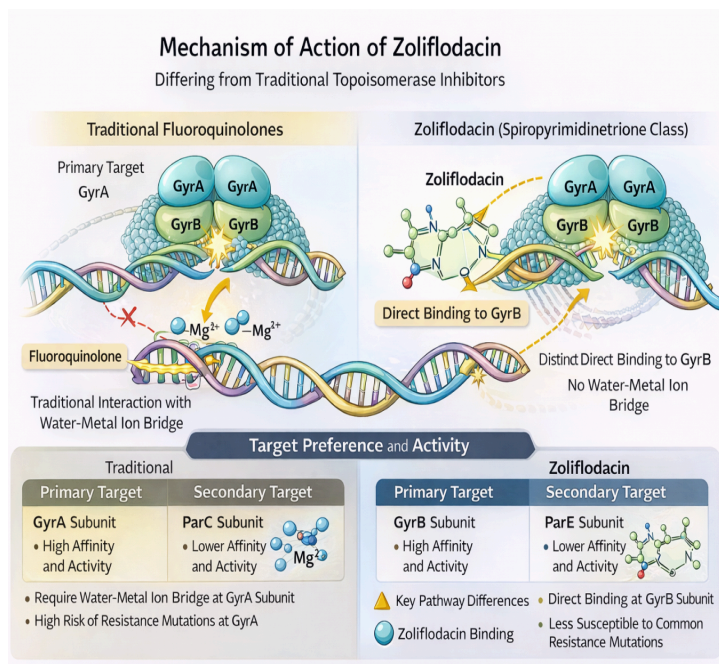 Mechanism of Action of Zoliflodacin
Differing from Traditional Topoisomerase Inhibitors
Traditional Fluoroquinolones
Primary Target
GyrA
GyrA
GyrA
GyrB
GyrB
Mg²⁺
Mg²⁺
Fluoroquinolone
Traditional Interaction with
Water-Metal Ion Bridge
Zoliflodacin (Spiropyrimidinetrione Class)
Zoliflodacin
GyrA
GyrA
GyrB
GyrB
Direct Binding to GyrB
Distinct Direct Binding to GyrB
No Water-Metal Ion
Bridge
Target Preference and Activity
Traditional
Primary Target
Secondary Target
GyrA Subunit
• High Affinity
and Activity
ParC Subunit
• Lower Affinity
and Activity
Mg²
• Require Water-Metal Ion Bridge at GyrA Subunit
• High Risk of Resistance Mutations at GyrA
Zoliflodacin
Primary Target
Secondary Target
GyrB Subunit
• High Affinity
and Activity
ParE Subunit
• Lower Affinity
and Activity
Key Pathway Differences
Zoliflodacin Binding
• Direct Binding at GyrB Subunit
• Less Susceptible to Common
Resistance Mutations